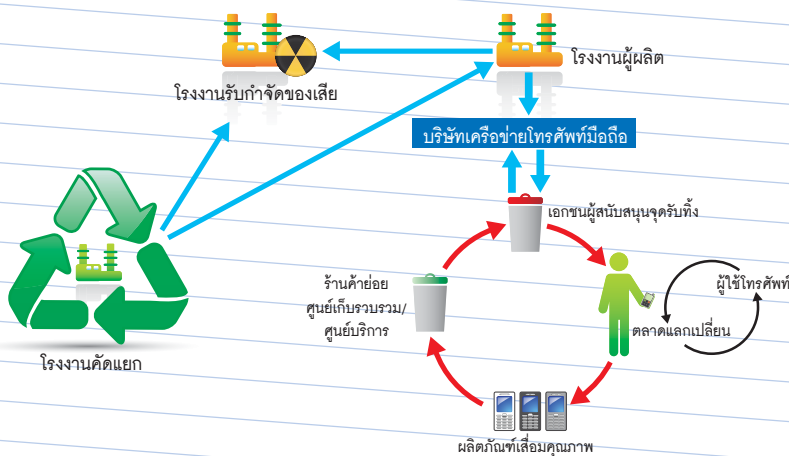 โรงงานผู้ผลิต
โรงงานรับกำจัดของเสีย
บริษัทเครือข่ายโทรศัพท์มือถือ
เอกชนผู้สนับสนุนจุดรับทิ้ง
ร้านค้าย่อย
ศูนย์เก็บรวบรวม/
ศูนย์บริการ
ผู้ใช้โทรศัพท์
ตลาดแลกเปลี่ยน
โรงงานคัดแยก
ผลิตภัณฑ์เสื่อมคุณภาพ